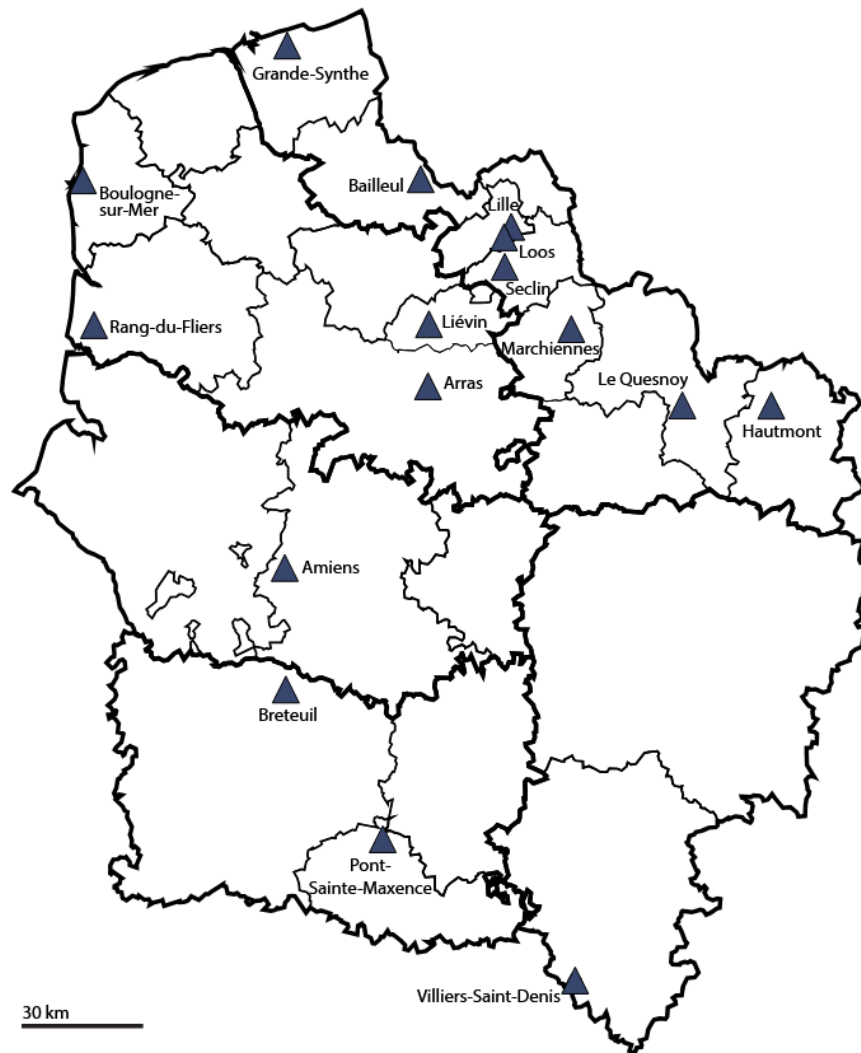 Grande-Synthe
Bailleul
Boulogne-
sur-Mer
Lille
Loos
Seclin
Rang-du-Fliers
Liévin
Marchiennes
Arras
Le Quesnoy
Hautmont
Amiens
Breteuil
Pont-
Sainte-Maxence
Villiers-Saint-Denis
30 km